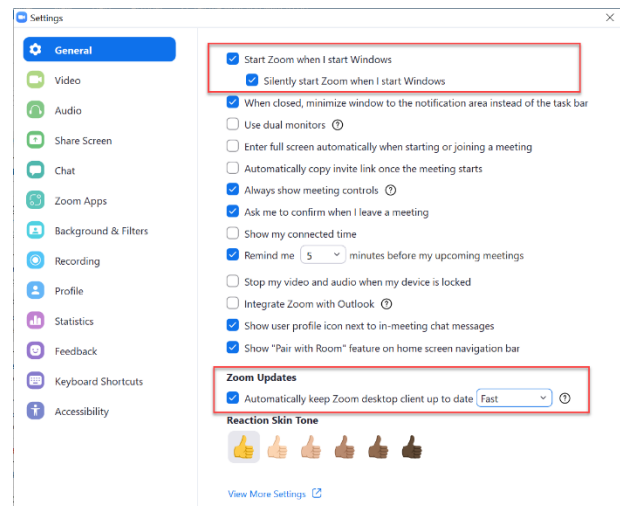 Settings
General
Video
Audio
Share Screen
Chat
Zoom Apps
Background & Filters
Recording
Profile
Statistics
Feedback
Keyboard Shortcuts
Accessibility
Start Zoom when I start Windows
Silently start Zoom when I start Windows
When closed, minimize window to the notification area instead of the task bar
Use dual monitors ?
Enter full screen automatically when starting or joining a meeting
Automatically copy invite link once the meeting starts
Always show meeting controls ?
Ask me to confirm when I leave a meeting
Show my connected time
Remind me 5 minutes before my upcoming meetings
Stop my video and audio when my device is locked
Integrate Zoom with Outlook ?
Show user profile icon next to in-meeting chat messages
Show "Pair with Room" feature on home screen navigation bar
Zoom Updates
Automatically keep Zoom desktop client up to date Fast ?
Reaction Skin Tone
View More Settings